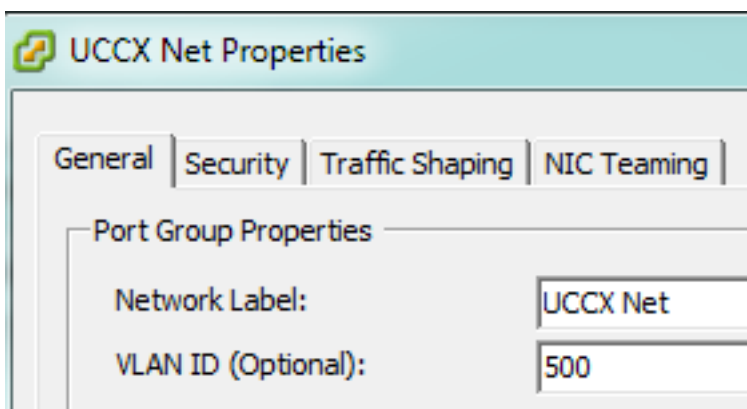 UCCX Net Properties
General Security Traffic Shaping NIC Teaming
Port Group Properties
Network Label: UCCX Net
VLAN ID (Optional): 500